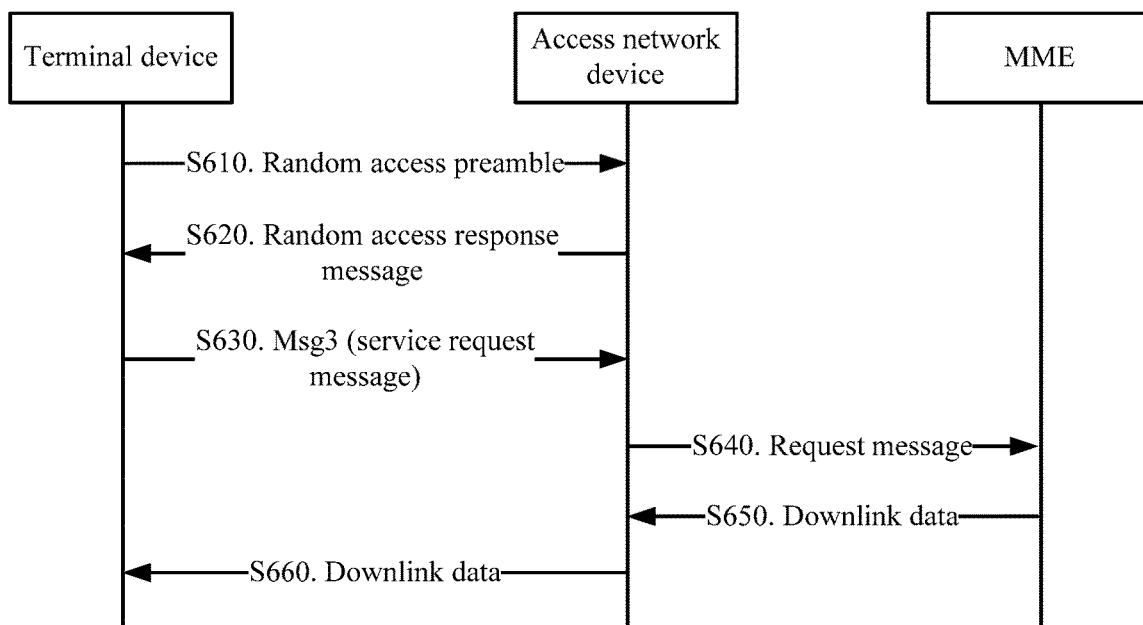 Terminal device
Access network
device
MME
S610. Random access preamble
S620. Random access response
message
S630. Msg3 (service request
message)
S640. Request message
S650. Downlink data
S660. Downlink data